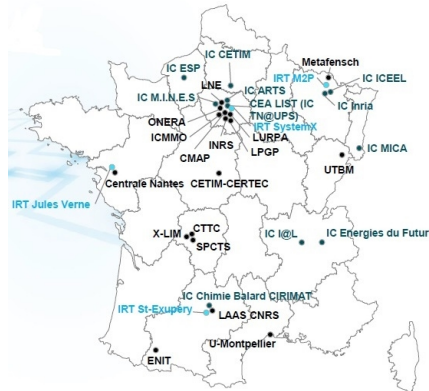 IC CETIM
Metafensch
IC ESP
IRT M2P
IC ICEEL
LNE
IC ARTS
IC M.I.N.E.S
CEA LIST (IC
TN@UPS)
IC Inria
ONERA
IRT SystemX
ICMMO
INRS
LURPA
IC MICA
CMAP
LPGP
UTBM
Centrale Nantes
CETIM-CERTEC
IRT Jules Verne
X-LIM
CTTC
SPCTS
IC I@L
IC Energies du Futur
IC Chimie Balard CIRIMAT
IRT St-Exupéry
LAAS CNRS
U-Montpellier
ENIT